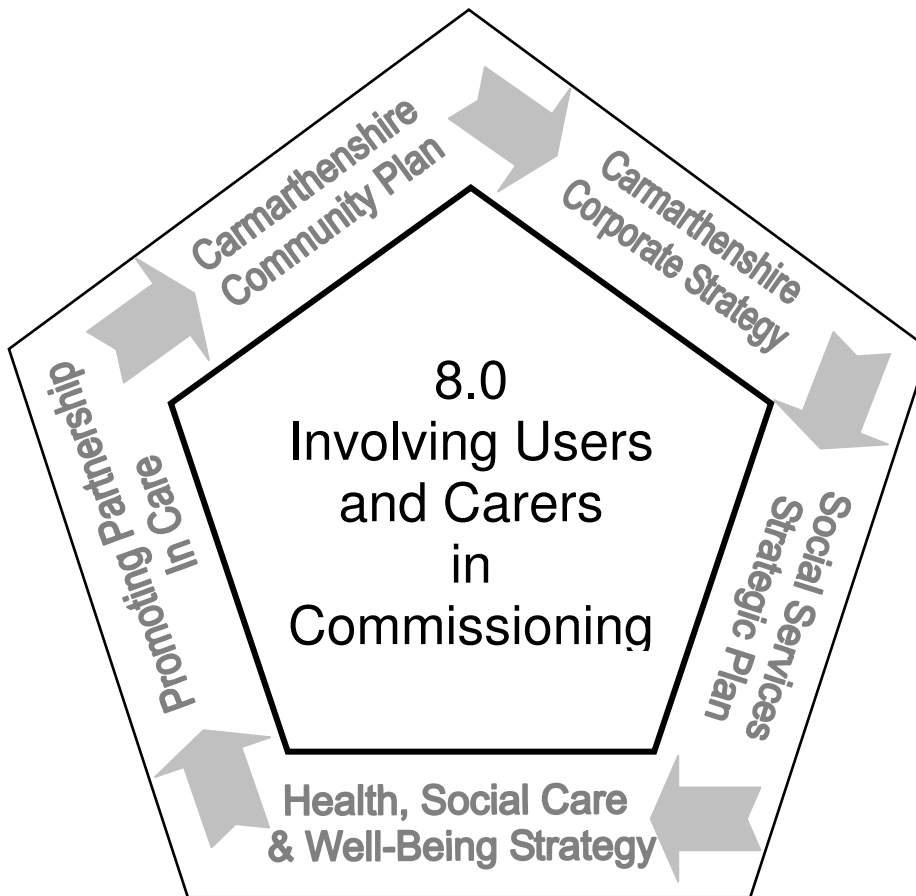 Carmarthenshire
Community Plan
Carmarthenshire
Corporate Strategy
Social Services
Strategic Plan
Health, Social Care
& Well-Being Strategy
Promoting Partnership
In Care
8.0
Involving Users
and Carers
in
Commissioning